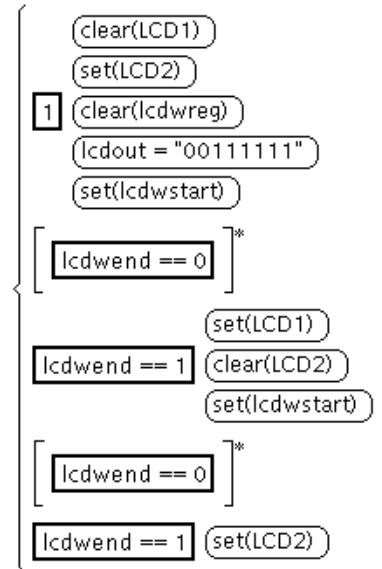 clear(LCD1)
set(LCD2)
1 clear(lcdwreg)
lcdout = "00111111"
set(lcdwstart)
[ lcdwend == 0 ]*
set(LCD1)
lcdwend == 1 clear(LCD2)
set(lcdwstart)
[ lcdwend == 0 ]*
lcdwend == 1 set(LCD2)